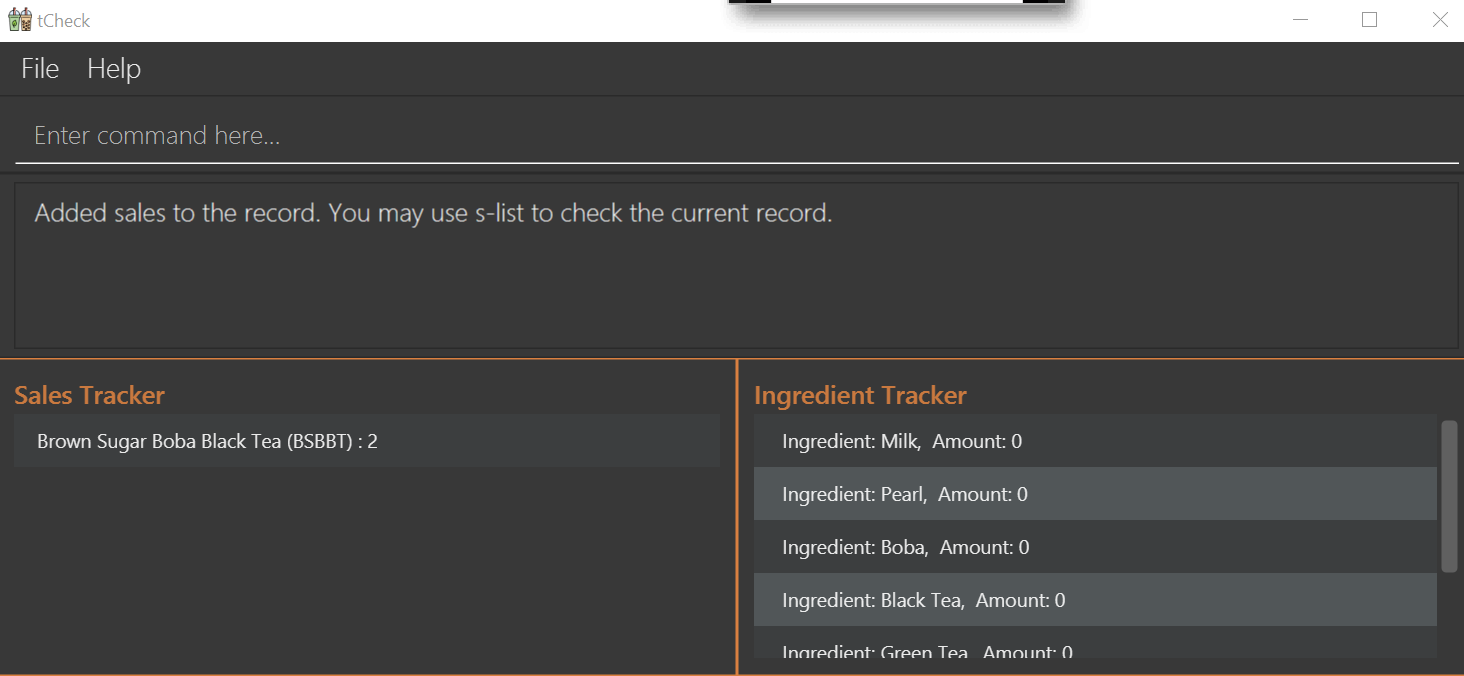 tCheck
File Help
Enter command here...
Added sales to the record. You may use s-list to check the current record.
Sales Tracker
Brown Sugar Boba Black Tea (BSBBT) : 2
Ingredient Tracker
Ingredient: Milk,  Amount: 0
Ingredient: Pearl,  Amount: 0
Ingredient: Boba,  Amount: 0
Ingredient: Black Tea,  Amount: 0
Ingredient: Green Tea,  Amount: 0